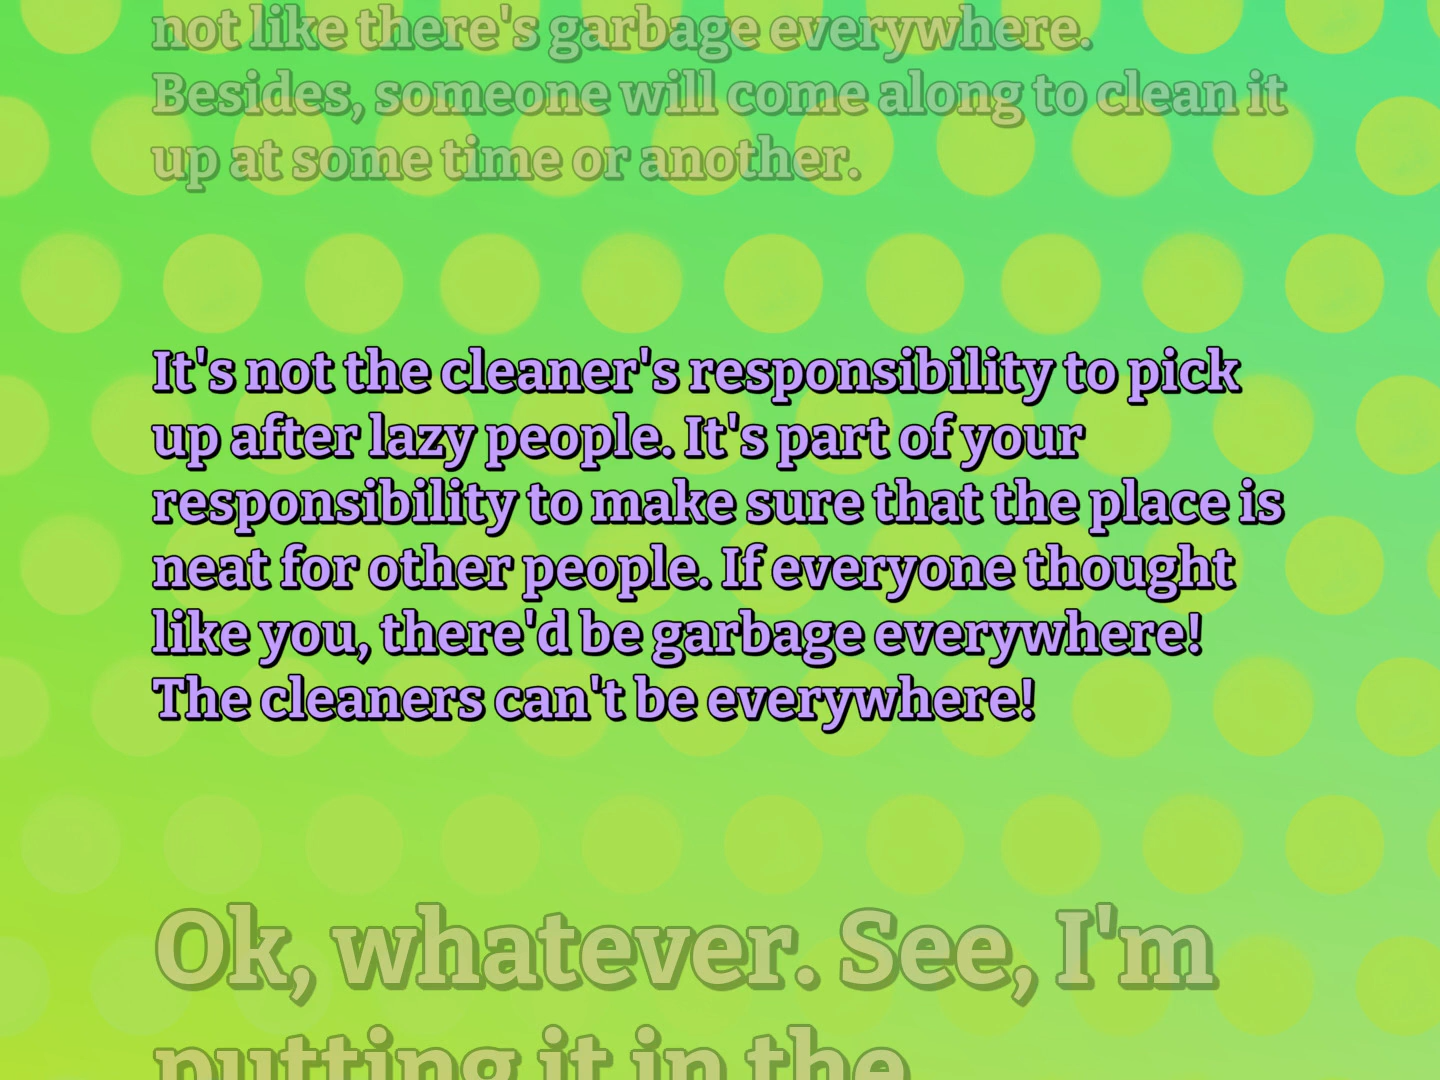 not like there's garbage everywhere.
Besides, someone will come along to clean it
up at some time or another.
It's not the cleaner's responsibility to pick
up after lazy people. It's part of your
responsibility to make sure that the place is
neat for other people. If everyone thought
like you, there'd be garbage everywhere!
The cleaners can't be everywhere!
Ok, whatever. See, I'm
putting it in the